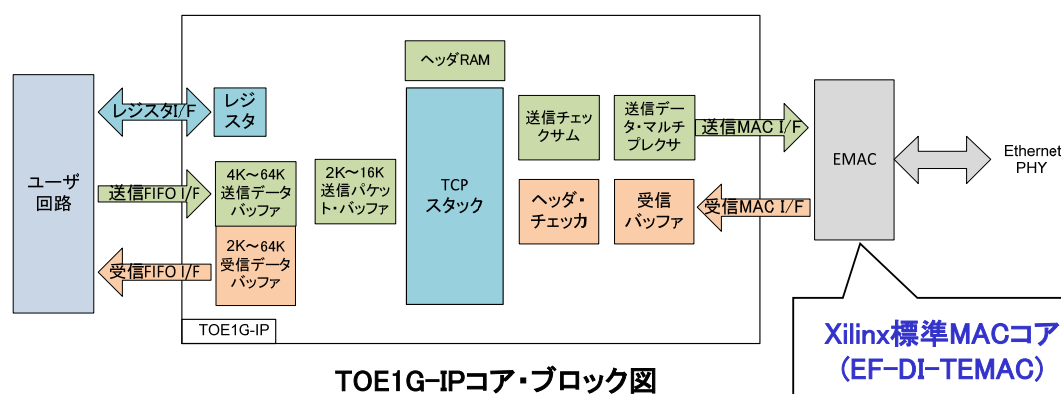 ヘッダRAM
ユーザ
回路
レジスタI/F
レジ
スタ
送信FIFO I/F
4K～64K
送信データ
バッファ
2K～16K
送信パケッ
ト・バッファ
受信FIFO I/F
2K～64K
受信データ
バッファ
TCP
スタック
送信チェッ
クサム
送信デー
タ・マルチ
プレクサ
送信MAC I/F
ヘッダ・
チェッカ
受信
バッファ
受信MAC I/F
EMAC
Ethernet
PHY
TOE1G-IP
TOE1G-IPコア・ブロック図
Xilinx標準MACコア
(EF-DI-TEMAC)